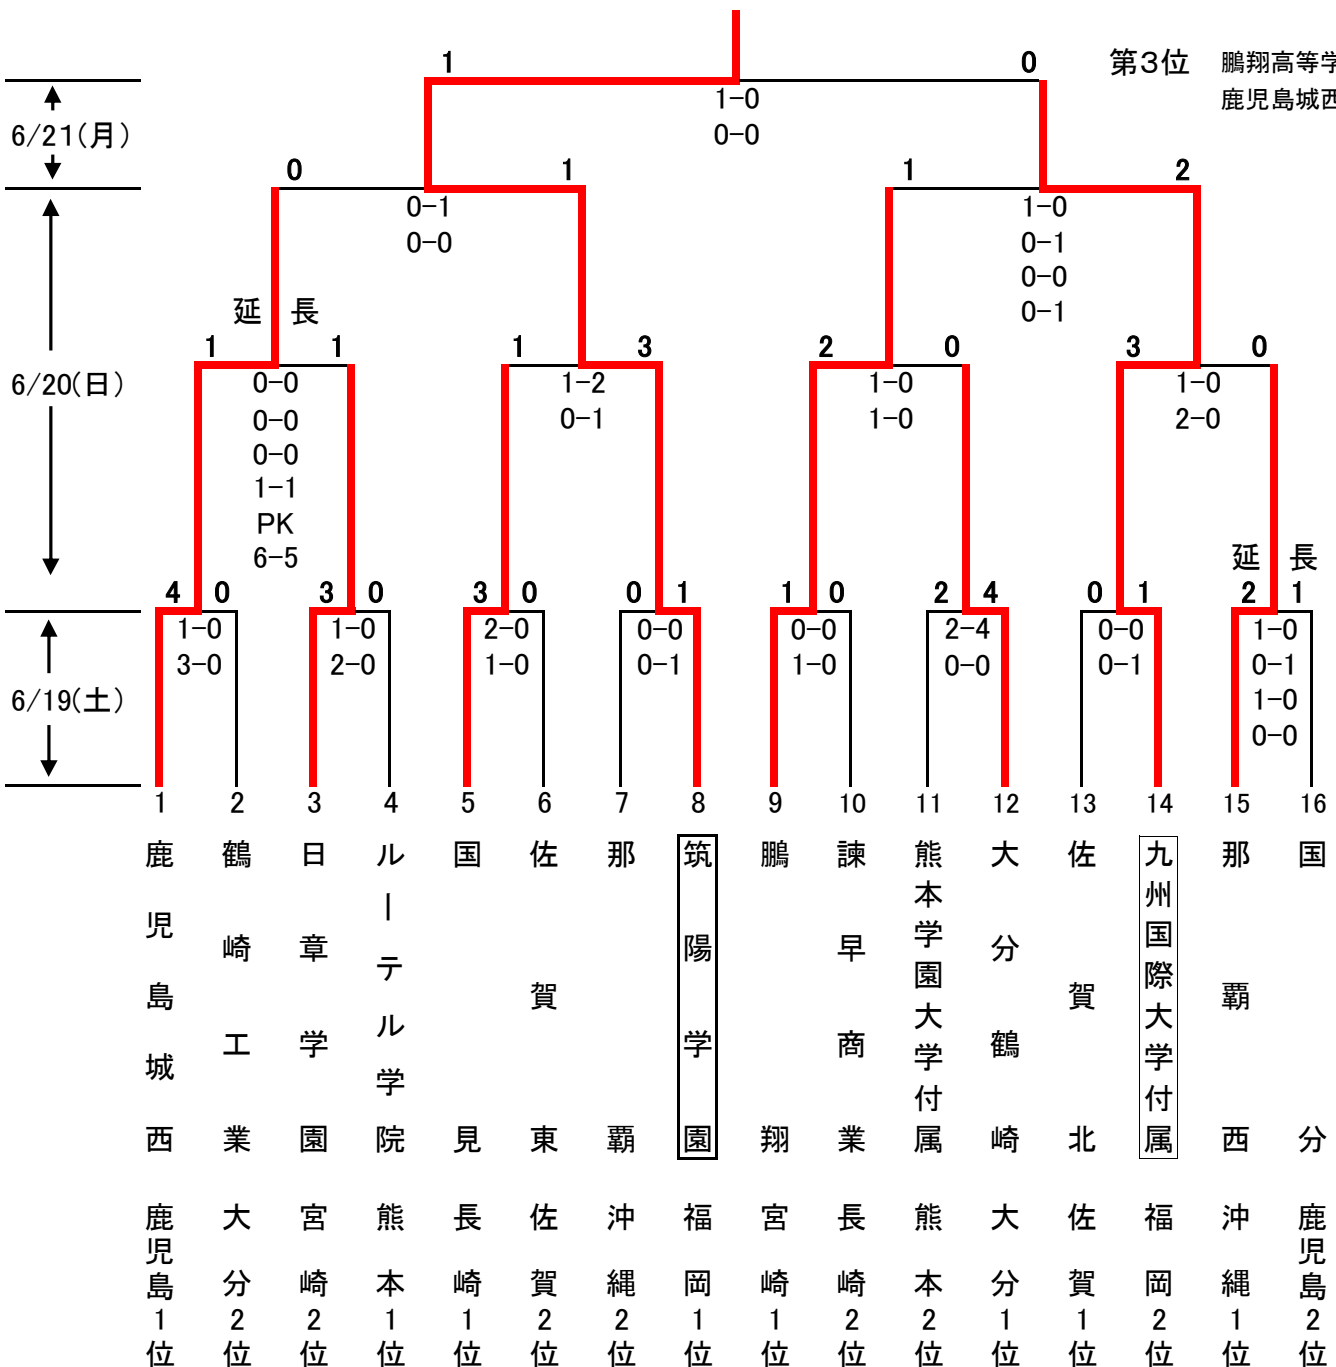 1
0
第3位 鵬翔高等学
鹿児島城西
1-0
0-0
6/21(月)
0
1
1
2
0-1
0-0
1-0
0-1
0-0
0-1
延長
1
1
1
3
2
0
3
0
6/20(日)
0-0
0-0
0-0
1-1
PK
6-5
1-2
0-1
1-0
1-0
1-0
2-0
延長
4 0
3 0
3 0
0 1
1 0
2 4
0 1
2 1
6/19(土)
1-0
3-0
1-0
2-0
2-0
1-0
0-0
0-1
0-0
1-0
2-4
0-0
0-0
0-1
1-0
0-1
1-0
0-0
1
鹿児島城西
鹿児島1位
2
鶴崎工業
大分2位
3
日章学園
宮崎2位
4
ルーテル学院
熊本1位
5
国見
長崎1位
6
佐賀東
佐賀2位
7
那覇
沖縄2位
8
筑陽学園
福岡1位
9
鵬翔
宮崎1位
10
諫早商業
長崎2位
11
熊本学園大学付属
熊本2位
12
大分鶴崎
大分1位
13
佐賀北
佐賀1位
14
九州国際大学付属
福岡2位
15
那覇西
沖縄1位
16
国分
鹿児島2位